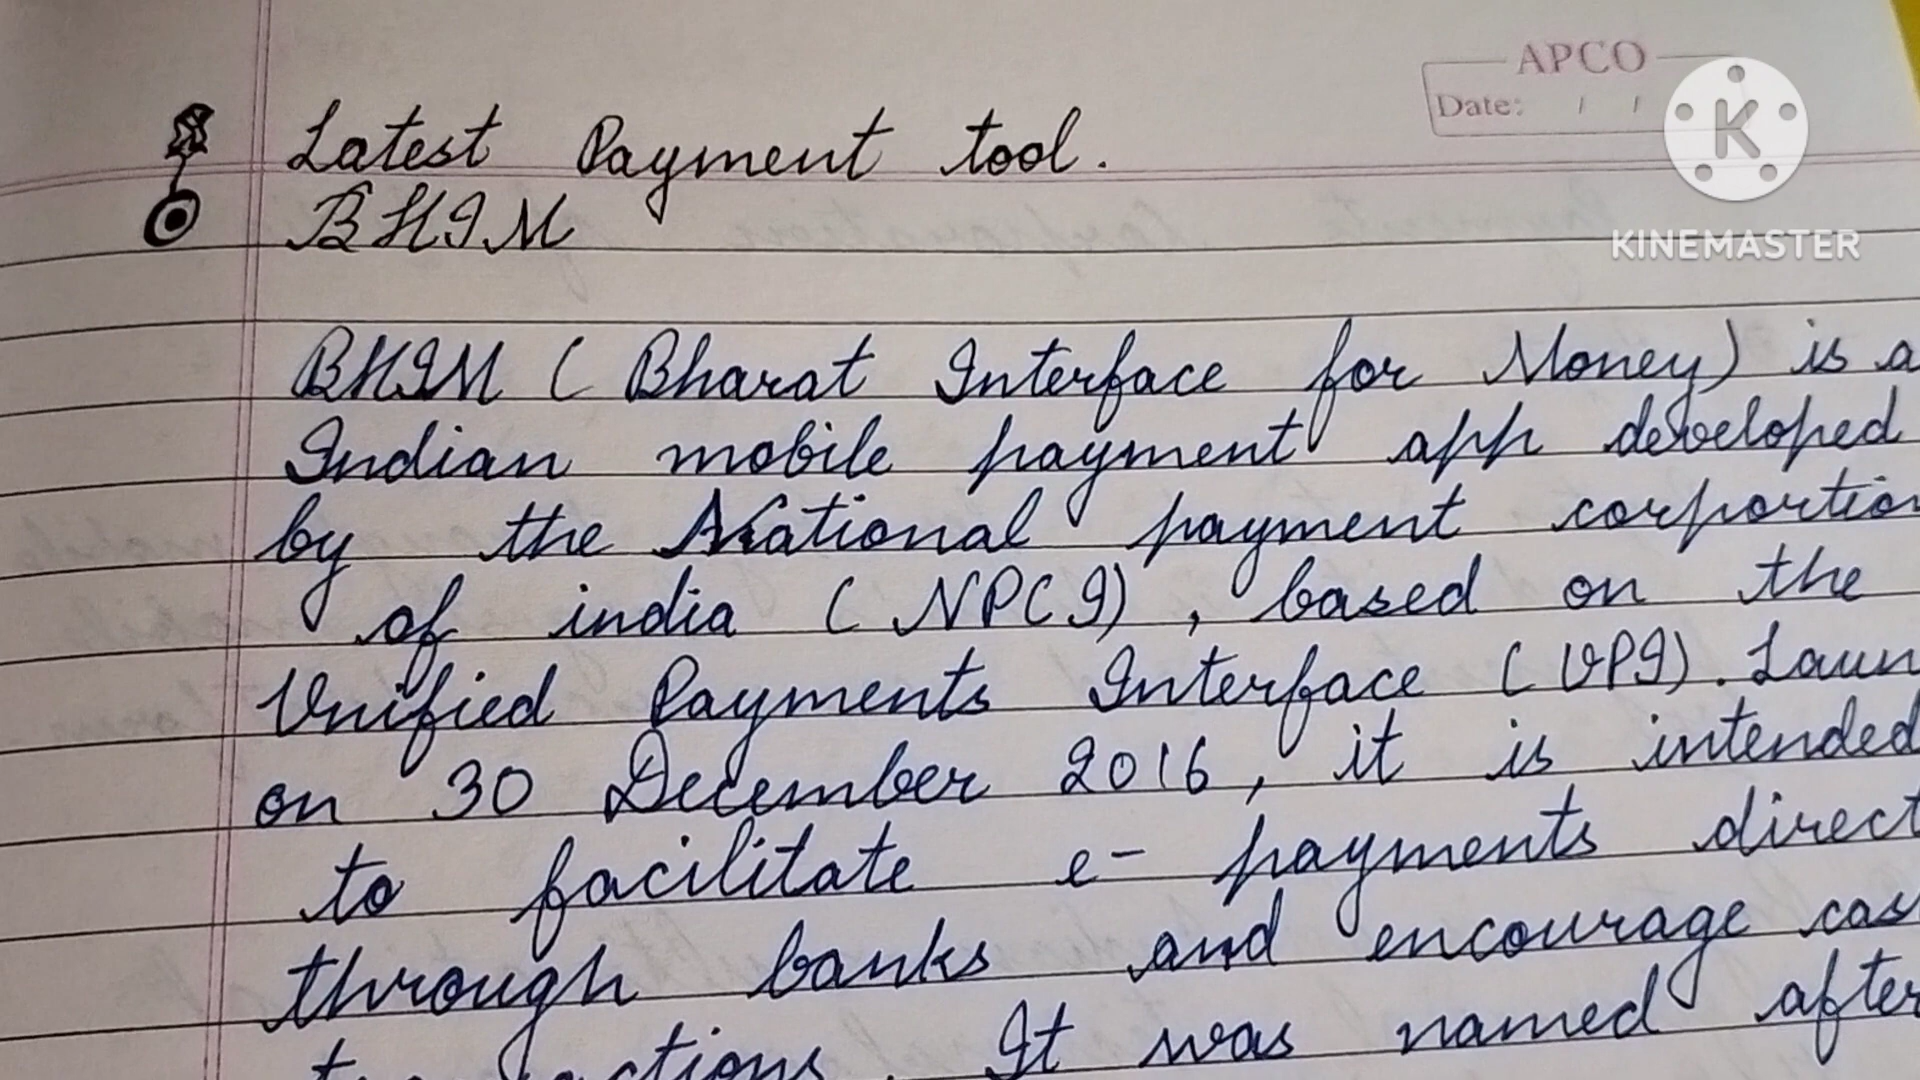 APCO
Date: / /
KINEMASTER
Latest Payment tool.
BHIM
BHIM ( Bharat Interface for Money) is a
Indian mobile payment app developed
by the National payment corportion
of india ( NPCI) , based on the
Unified Payments Interface ( UPI) . Laun
on 30 December 2016, it is intended
to facilitate e- payments direct
through banks and encourage cas
It was named after